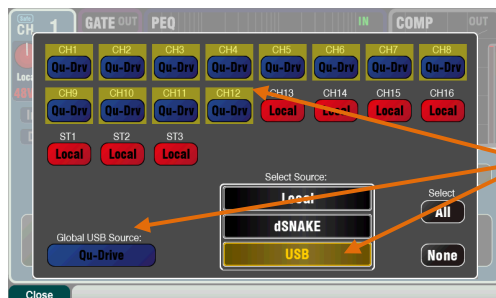 Safe
CH 1 GATE OUT PEQ IN COMP OUT
CH1 CH2 CH3 CH4 CH5 CH6 CH7 CH8
Qu-Drv Qu-Drv Qu-Drv Qu-Drv Qu-Drv Qu-Drv Qu-Drv Qu-Drv
CH9 CH10 CH11 CH12 CH13 CH14 CH15 CH16
Qu-Drv Qu-Drv Qu-Drv Qu-Drv Local Local Local Local
ST1 ST2 ST3
Local Local Local
Select Source:
Local
Select
All
dSNAKE
Global USB Source:
Qu-Drive
USB
None
Close